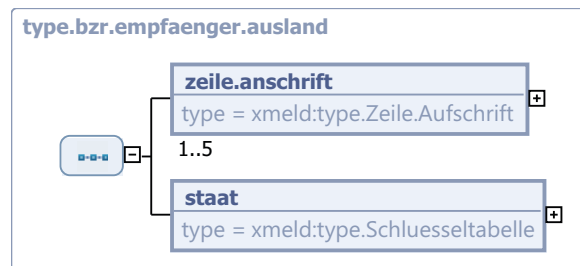 type.bzr.empfaenger.ausland
zeile.anschrift
type = xmeld:type.Zeile.Aufschrift
1..5
staat
type = xmeld:type.Schluesseltabelle